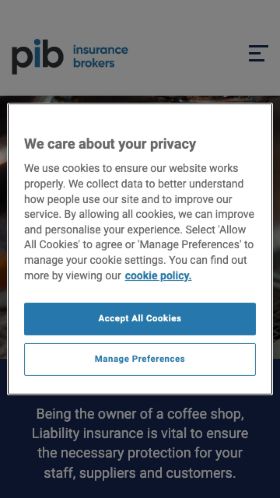 pib insurance
brokers
We care about your privacy
We use cookies to ensure our website works
properly. We collect data to better understand
how people use our site and to improve our
service. By allowing all cookies, we can improve
and personalise your experience. Select 'Allow
All Cookies' to agree or 'Manage Preferences' to
manage your cookie settings. You can find out
more by viewing our cookie policy.
Accept All Cookies
Manage Preferences
Being the owner of a coffee shop,
Liability insurance is vital to ensure
the necessary protection for your
staff, suppliers and customers.